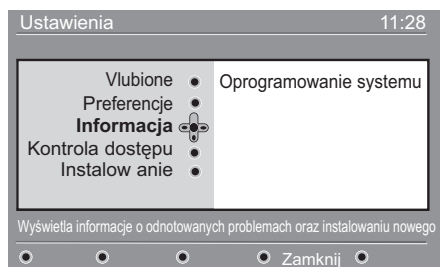 Ustawienia 11:28
Vlubione Oprogramowanie systemu
Preferencje
Informacja
Kontrola dostępu
Instalow anie
Wyświetla informacje o odnotowanych problemach oraz instalowaniu nowego
Zamknij